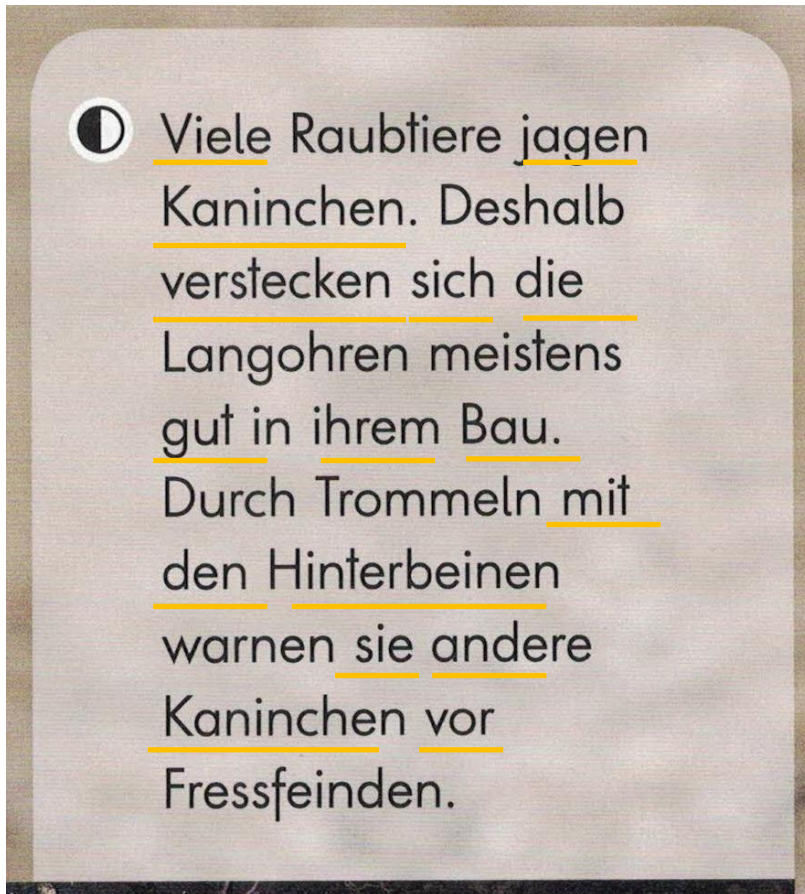 Viele Raubtiere jagen
Kaninchen. Deshalb
verstecken sich die
Langohren meistens
gut in ihrem Bau.
Durch Trommeln mit
den Hinterbeinen
warnen sie andere
Kaninchen vor
Fressfeinden.